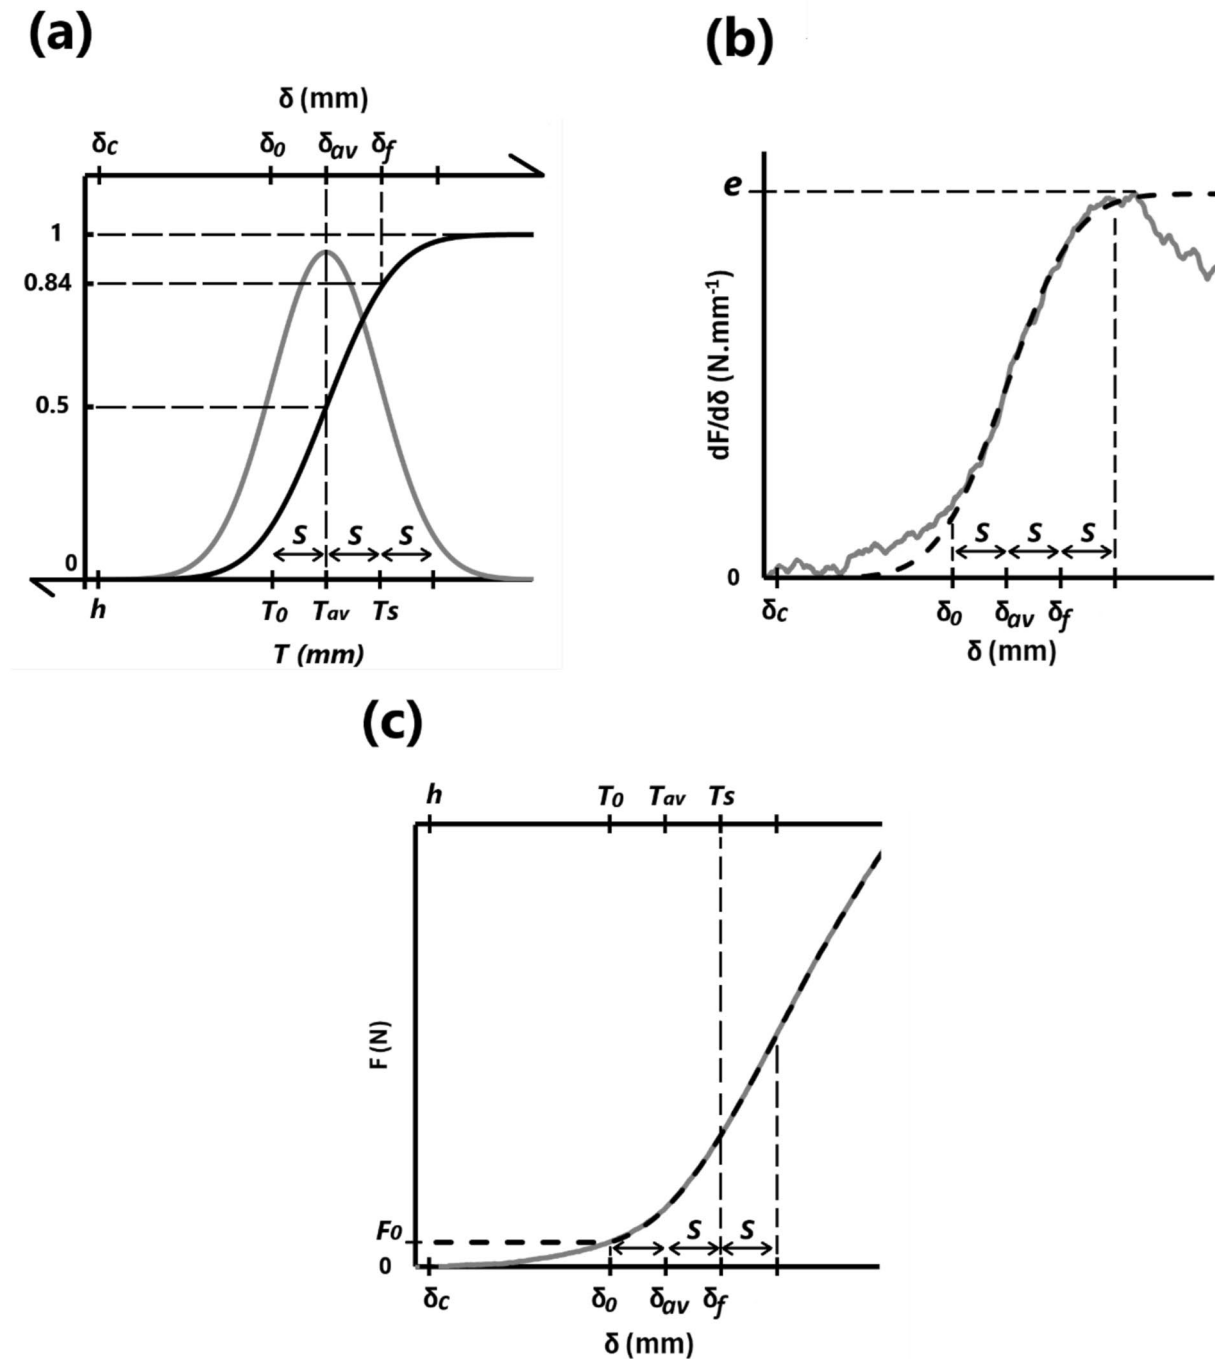 (a)
δ (mm)
δc δ0 δav δf
1
0.84
0.5
S S S
0
h T0 Tav Ts
T (mm)
(b)
e
dF/dδ (N.mm-1)
S S S
0
δc δ0 δav δf
δ (mm)
(c)
h T0 Tav Ts
F (N)
F0
S S
0
δc δ0 δav δf
δ (mm)